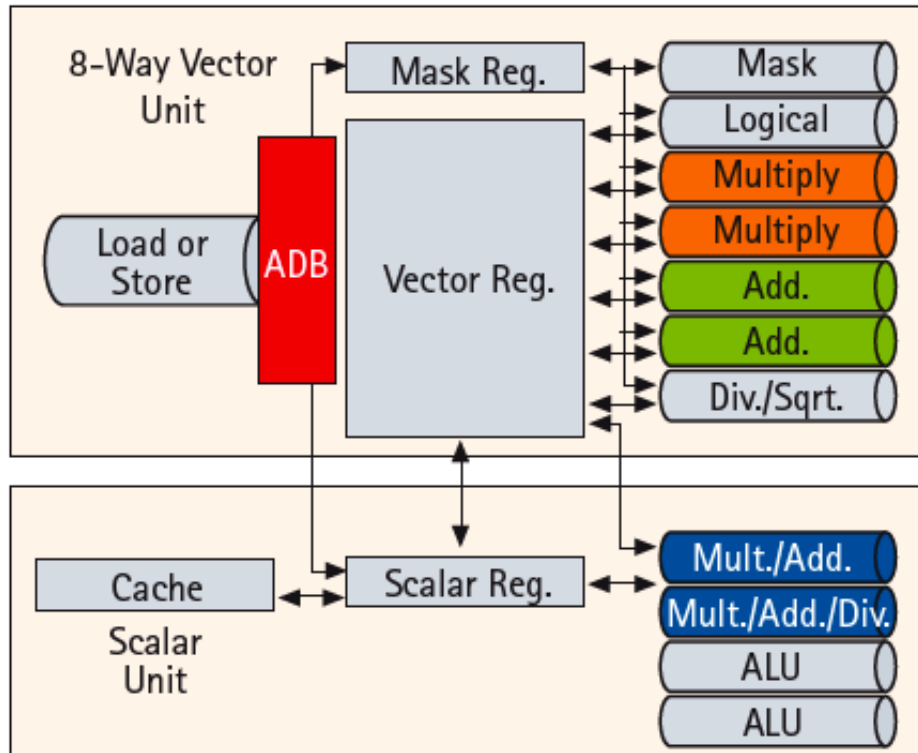 8-Way Vector
Unit
Mask Reg.
Mask
Logical
Multiply
Multiply
Add.
Add.
Div./Sqrt.
Load or
Store
ADB
Vector Reg.
Cache
Scalar
Unit
Scalar Reg.
Mult./Add.
Mult./Add./Div.
ALU
ALU